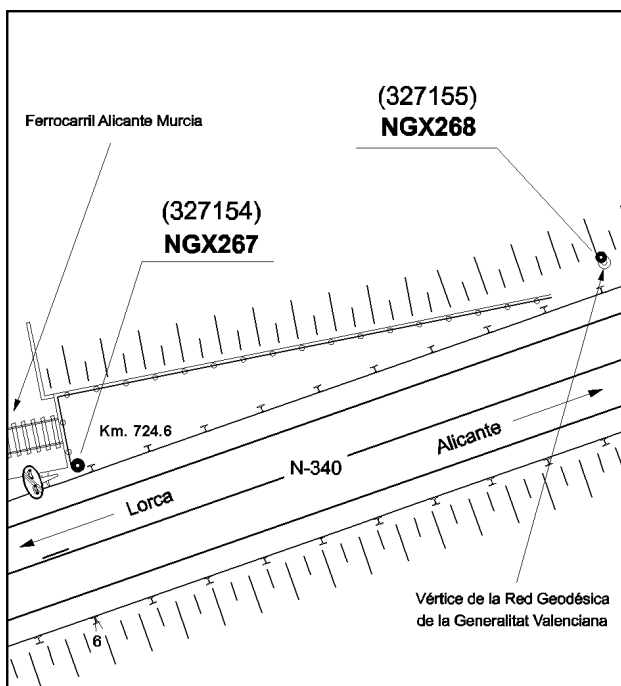 (327155)
NGX268
Ferrocarril Alicante Murcia
(327154)
NGX267
Km. 724.6
Alicante
N-340
Lorca
Vértice de la Red Geodésica
de la Generalitat Valenciana
6